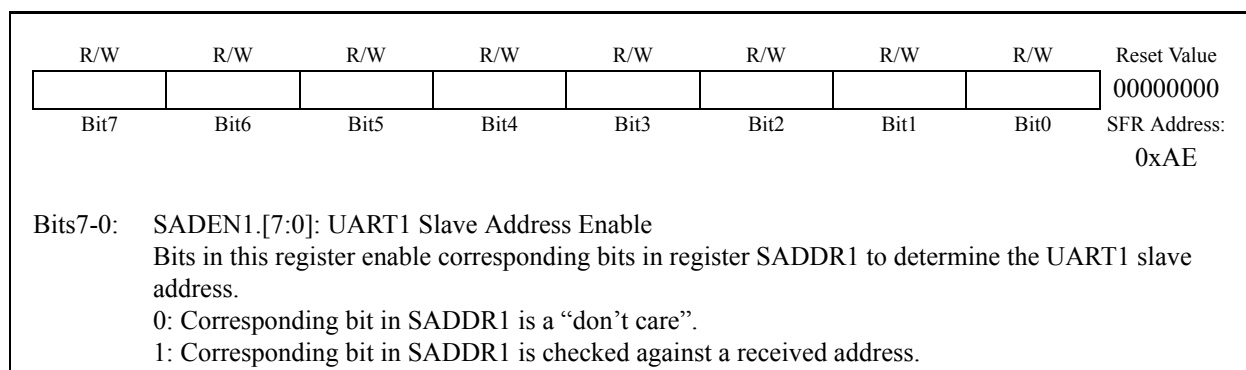 R/W R/W R/W R/W R/W R/W R/W R/W Reset Value
00000000
Bit7 Bit6 Bit5 Bit4 Bit3 Bit2 Bit1 Bit0 SFR Address:
0xAE
Bits7-0: SADEN1.[7:0]: UART1 Slave Address Enable
Bits in this register enable corresponding bits in register SADDR1 to determine the UART1 slave
address.
0: Corresponding bit in SADDR1 is a “don’t care”.
1: Corresponding bit in SADDR1 is checked against a received address.